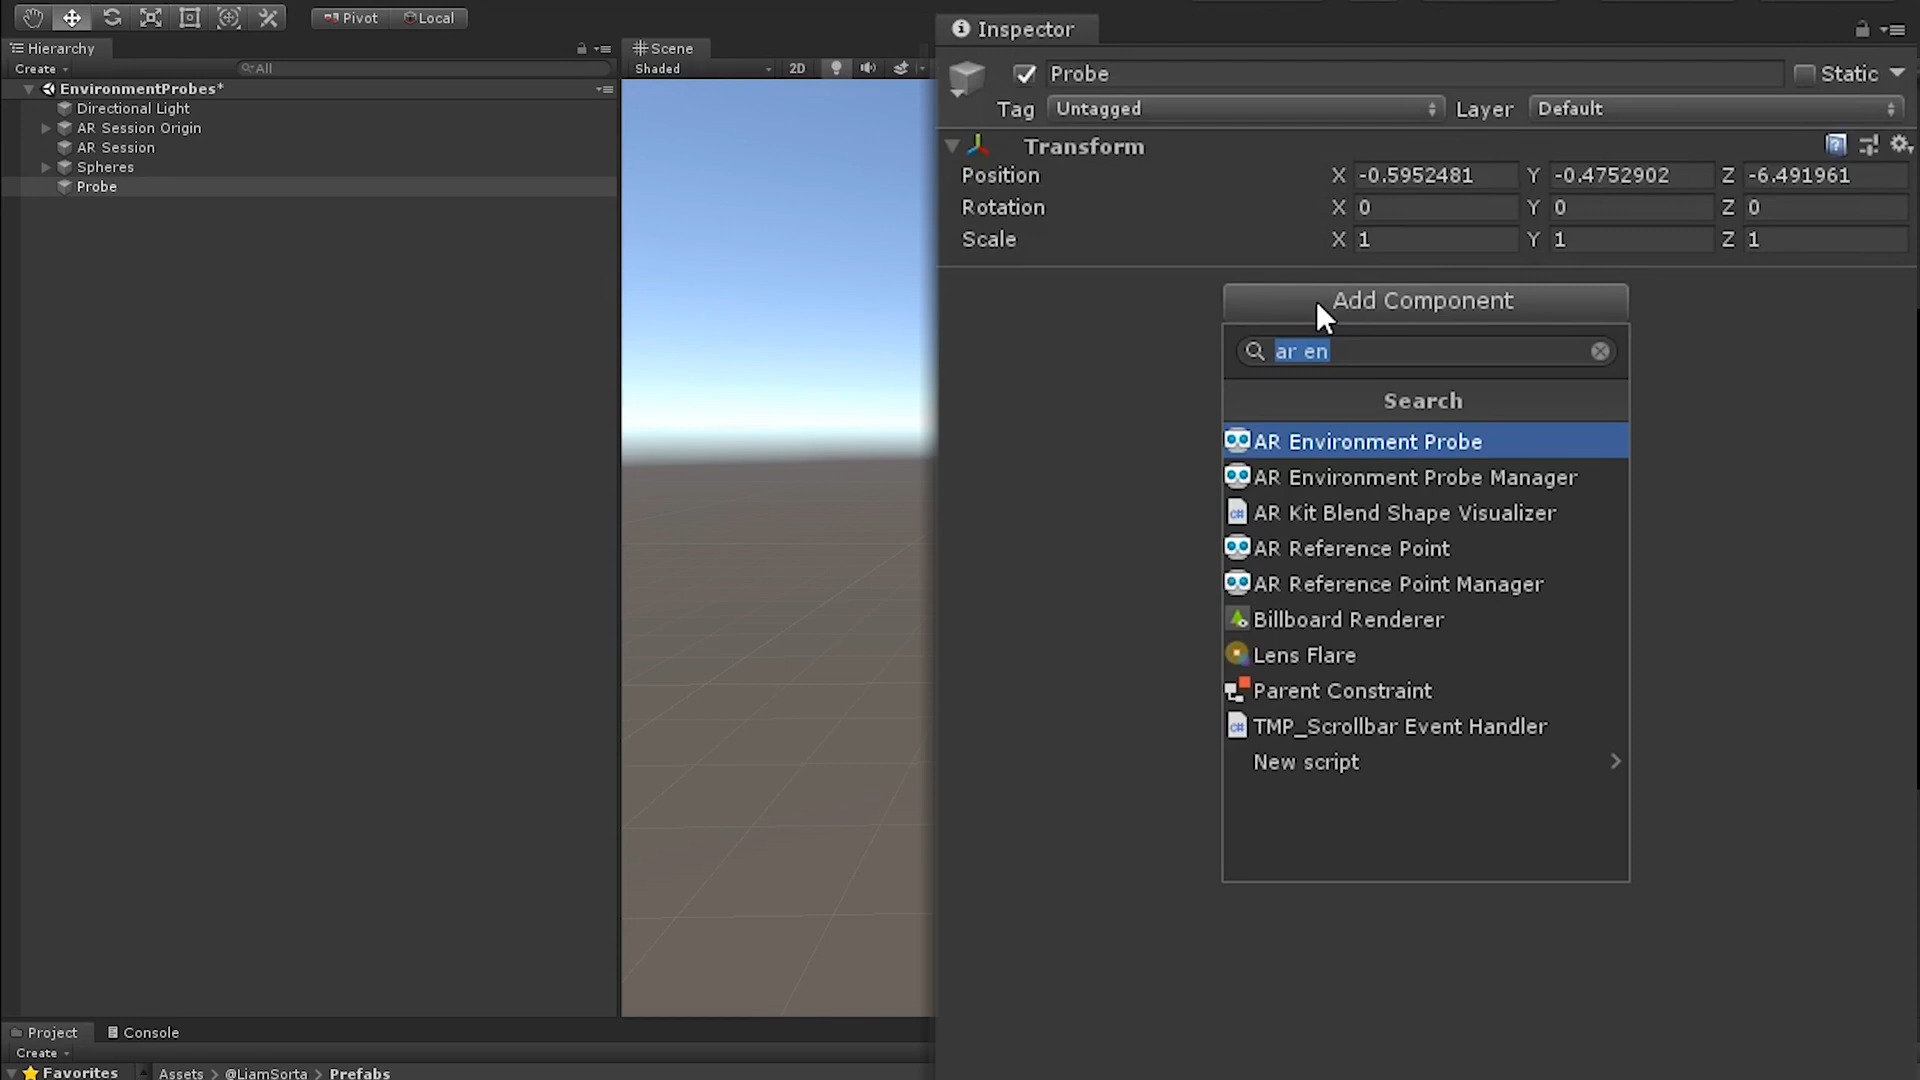 Pivot Local
Hierarchy
Create All
EnvironmentProbes*
Directional Light
AR Session Origin
AR Session
Spheres
Probe
Scene
Shaded 2D
Inspector
Probe Static
Tag Untagged Layer Default
Transform
Position X -0.5952481 Y -0.4752902 Z -6.491961
Rotation X 0 Y 0 Z 0
Scale X 1 Y 1 Z 1
Add Component
ar en
Search
AR Environment Probe
AR Environment Probe Manager
AR Kit Blend Shape Visualizer
AR Reference Point
AR Reference Point Manager
Billboard Renderer
Lens Flare
Parent Constraint
TMP_Scrollbar Event Handler
New script
Project Console
Create
Favorites Assets > @LiamSorta > Prefabs